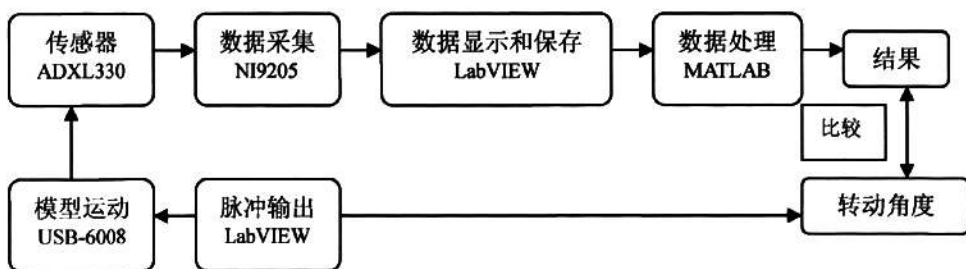 传感器
ADXL330
数据采集
NI9205
数据显示和保存
LabVIEW
数据处理
MATLAB
结果
比较
模型运动
USB-6008
脉冲输出
LabVIEW
转动角度